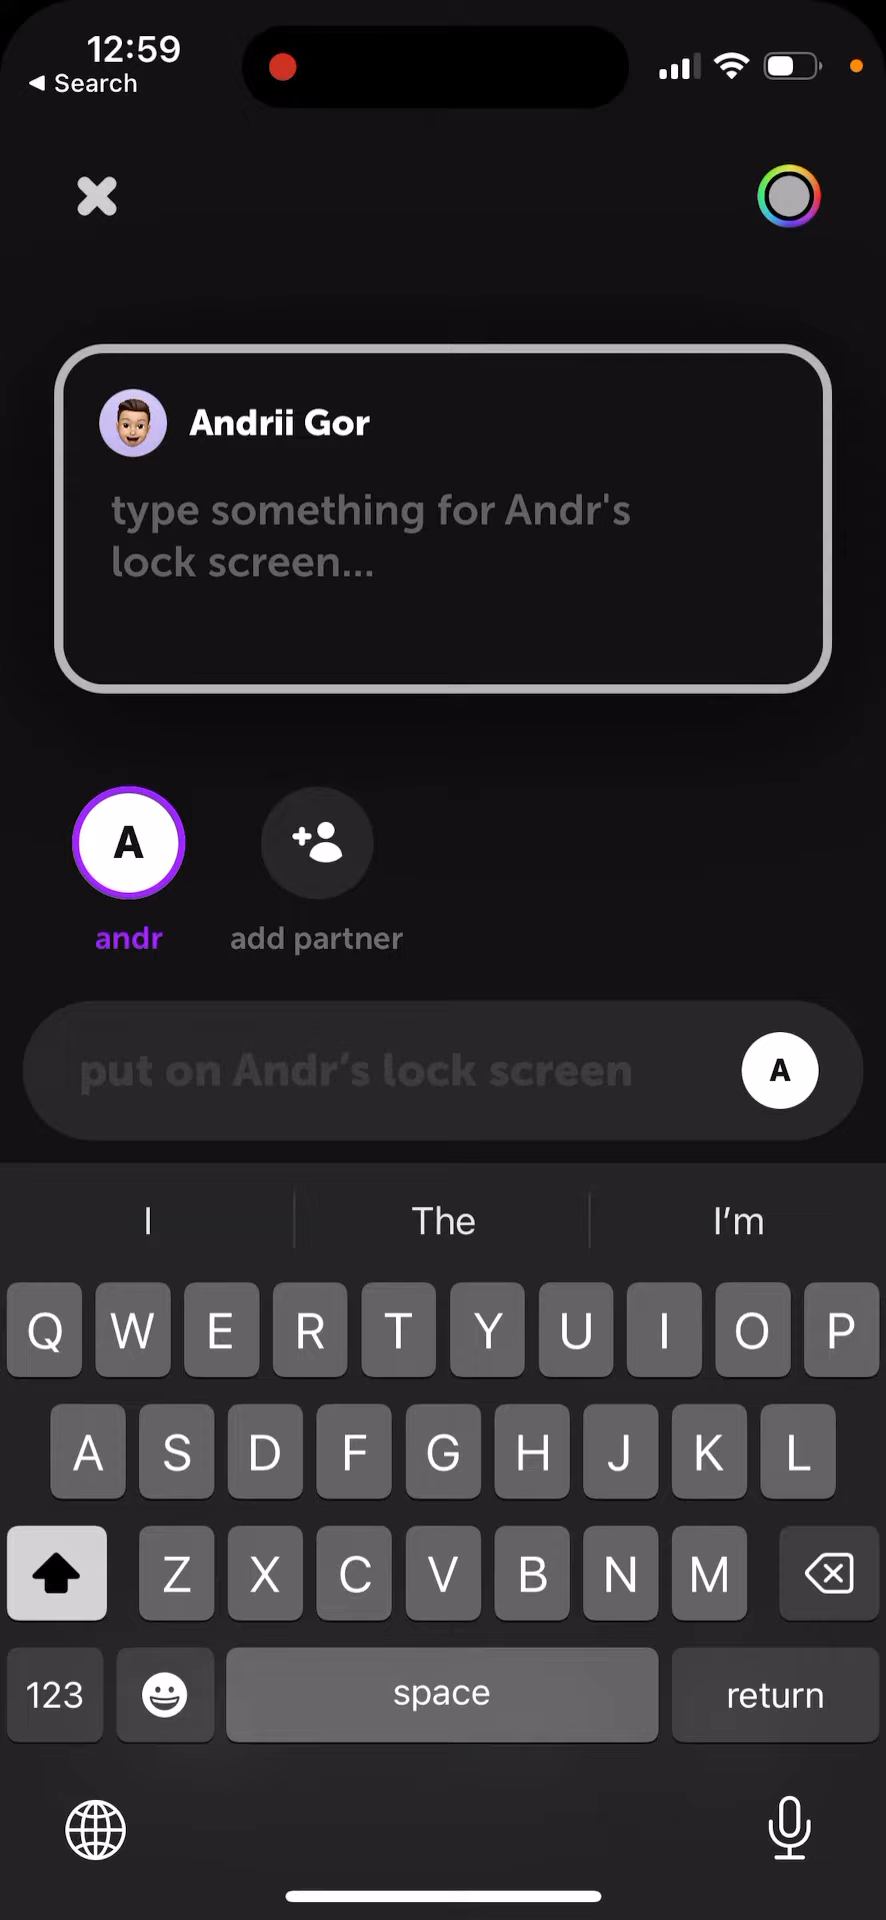 12:59
◀ Search
Andrii Gor
type something for Andr's
lock screen...
A
andr
add partner
put on Andr’s lock screen
A
I
The
I’m
Q W E R T Y U I O P
A S D F G H J K L
Z X C V B N M
123
space
return